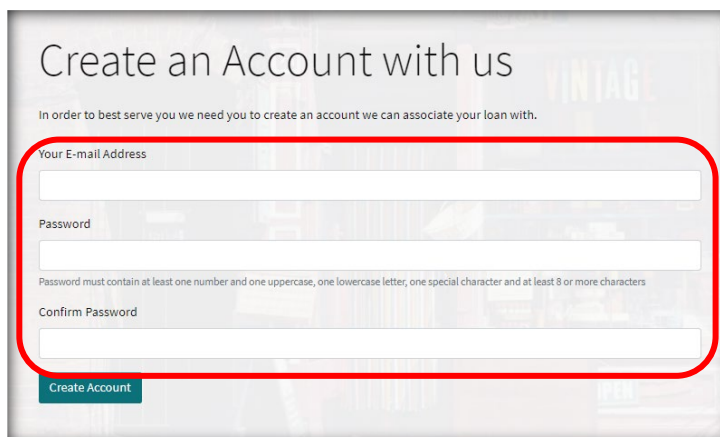 Create an Account with us
VINTAGE
In order to best serve you we need you to create an account we can associate your loan with.
Your E-mail Address
Password
Password must contain at least one number and one uppercase, one lowercase letter, one special character and at least 8 or more characters
Confirm Password
Create Account